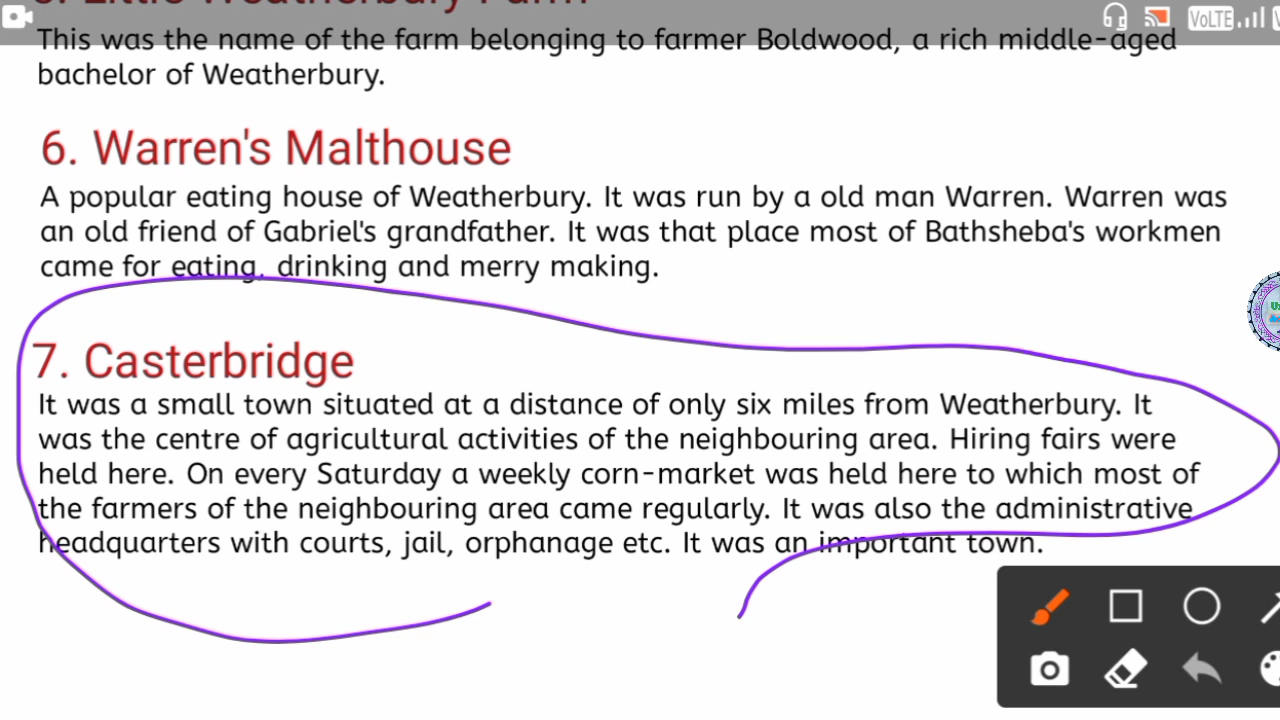 5. Little Weatherbury Farm
VoLTE
This was the name of the farm belonging to farmer Boldwood, a rich middle-aged
bachelor of Weatherbury.
6. Warren's Malthouse
A popular eating house of Weatherbury. It was run by a old man Warren. Warren was
an old friend of Gabriel's grandfather. It was that place most of Bathsheba's workmen
came for eating, drinking and merry making.
7. Casterbridge
It was a small town situated at a distance of only six miles from Weatherbury. It
was the centre of agricultural activities of the neighbouring area. Hiring fairs were
held here. On every Saturday a weekly corn-market was held here to which most of
the farmers of the neighbouring area came regularly. It was also the administrative
headquarters with courts, jail, orphanage etc. It was an important town.